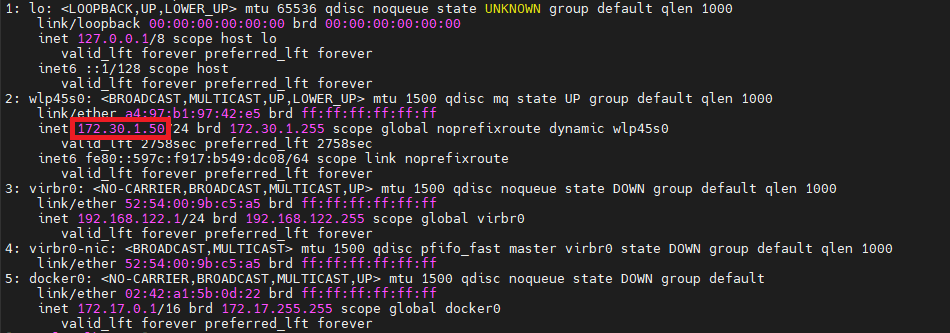 1: lo: <LOOPBACK,UP,LOWER_UP> mtu 65536 qdisc noqueue state UNKNOWN group default qlen 1000
link/loopback 00:00:00:00:00:00 brd 00:00:00:00:00:00
inet 127.0.0.1/8 scope host lo
valid_lft forever preferred_lft forever
inet6 ::1/128 scope host
valid_lft forever preferred_lft forever
2: wlp45s0: <BROADCAST,MULTICAST,UP,LOWER_UP> mtu 1500 qdisc mq state UP group default qlen 1000
link/ether a4:97:b1:97:42:e5 brd ff:ff:ff:ff:ff:ff
inet 172.30.1.50/24 brd 172.30.1.255 scope global noprefixroute dynamic wlp45s0
valid_lft 2758sec preferred_lft 2758sec
inet6 fe80::597c:f917:b549:dc08/64 scope link noprefixroute
valid_lft forever preferred_lft forever
3: virbr0: <NO-CARRIER,BROADCAST,MULTICAST,UP> mtu 1500 qdisc noqueue state DOWN group default qlen 1000
link/ether 52:54:00:9b:c5:a5 brd ff:ff:ff:ff:ff:ff
inet 192.168.122.1/24 brd 192.168.122.255 scope global virbr0
valid_lft forever preferred_lft forever
4: virbr0-nic: <BROADCAST,MULTICAST> mtu 1500 qdisc pfifo_fast master virbr0 state DOWN group default qlen 1000
link/ether 52:54:00:9b:c5:a5 brd ff:ff:ff:ff:ff:ff
5: docker0: <NO-CARRIER,BROADCAST,MULTICAST,UP> mtu 1500 qdisc noqueue state DOWN group default
link/ether 02:42:a1:5b:0d:22 brd ff:ff:ff:ff:ff:ff
inet 172.17.0.1/16 brd 172.17.255.255 scope global docker0
valid_lft forever preferred_lft forever